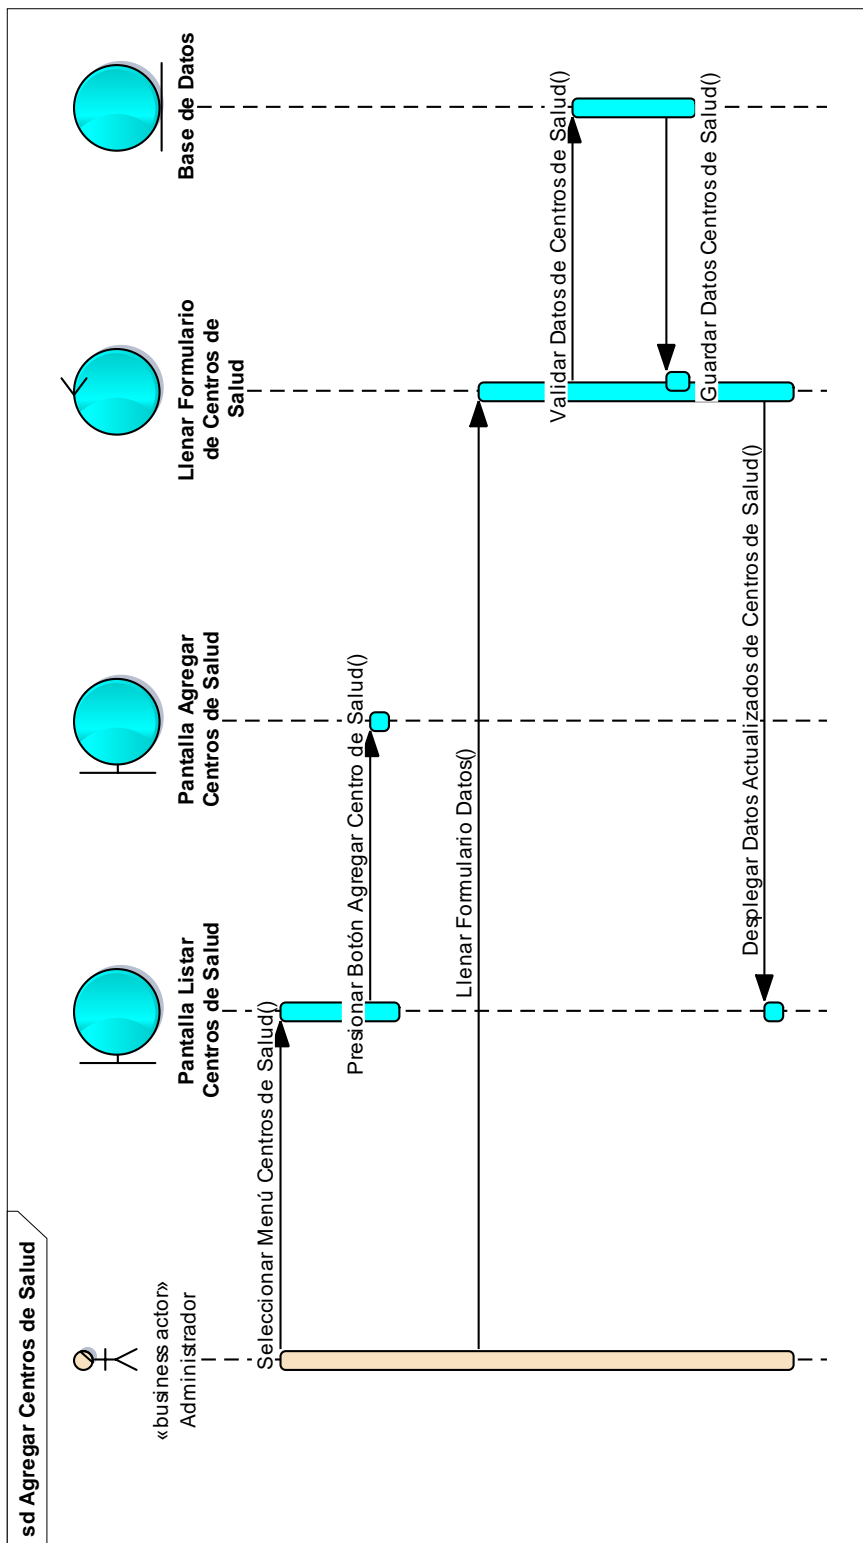 sd Agregar Centros de Salud
«business actor»
Administrador
Pantalla Listar
Centros de Salud
Pantalla Agregar
Centros de Salud
Llenar Formulario
de Centros de
Salud
Base de Datos
Seleccionar Menú Centros de Salud()
Presionar Botón Agregar Centro de Salud()
Llenar Formulario Datos()
Validar Datos de Centros de Salud()
Guardar Datos Centros de Salud()
Desplegar Datos Actualizados de Centros de Salud()